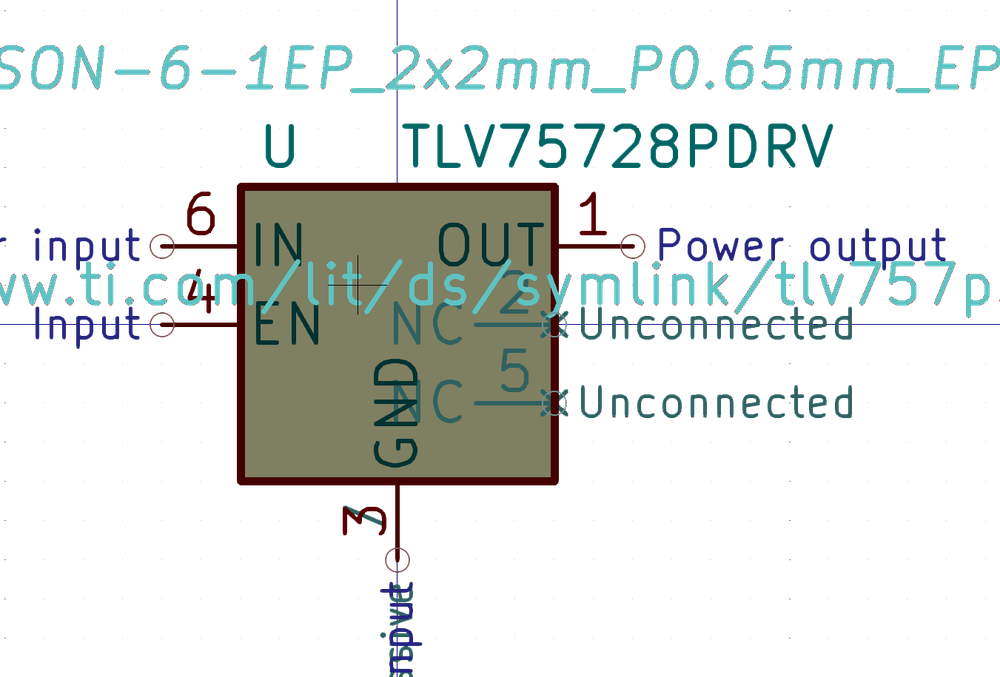 SON-6-1EP_2x2mm_P0.65mm_EP
U TLV75728PDRV
6 1
r input IN OUT Power output
ww.ti.com/lit/ds/symlink/tlv757p.
4 2
Input EN NC Unconnected
5
NC Unconnected
GND
3